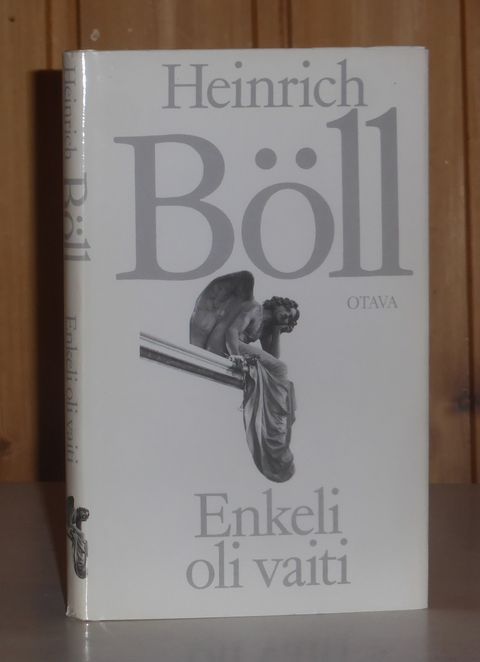 Heinrich
Böll
OTAVA
Enkeli
oli vaiti
Heinrich Böll Enkeli oli vaiti